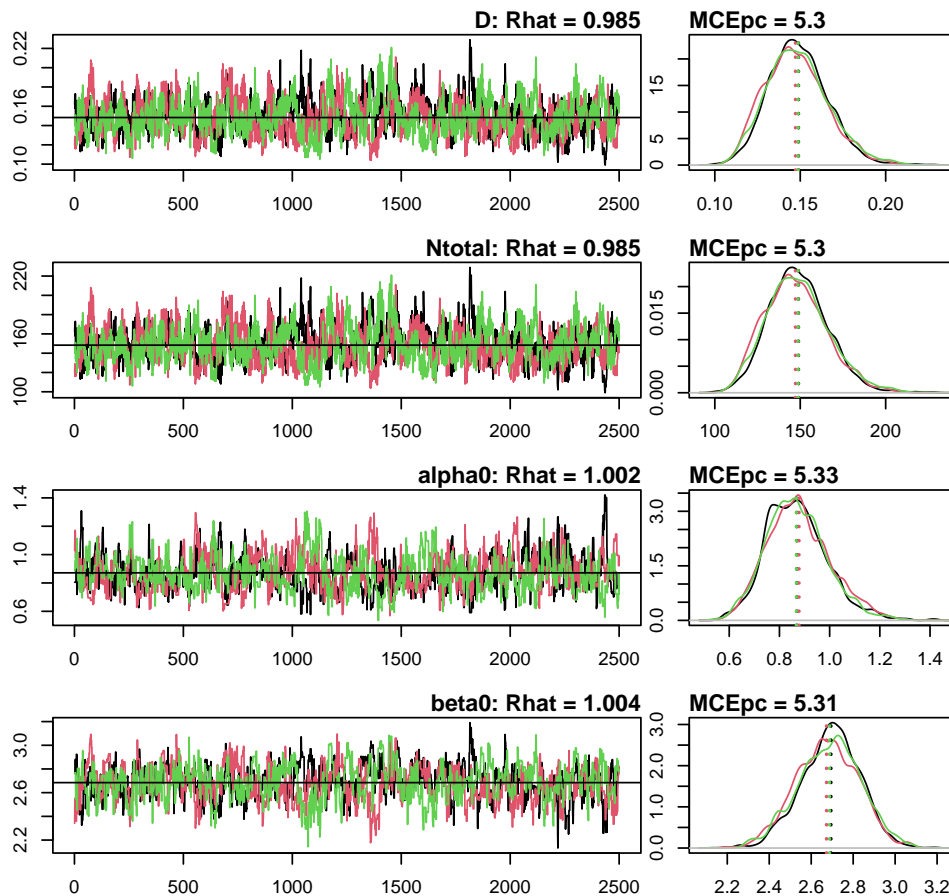 D: Rhat = 0.985 MCEpc = 5.3
0.10 0.16 0.22
0 500 1000 1500 2000 2500
0 5 15
0.10 0.15 0.20
Ntotal: Rhat = 0.985 MCEpc = 5.3
100 160 220
0 500 1000 1500 2000 2500
0.000 0.015
100 150 200
alpha0: Rhat = 1.002 MCEpc = 5.33
0.6 1.0 1.4
0 500 1000 1500 2000 2500
0.0 1.5 3.0
0.6 0.8 1.0 1.2 1.4
beta0: Rhat = 1.004 MCEpc = 5.31
2.2 2.6 3.0
0 500 1000 1500 2000 2500
0.0 1.0 2.0 3.0
2.2 2.4 2.6 2.8 3.0 3.2